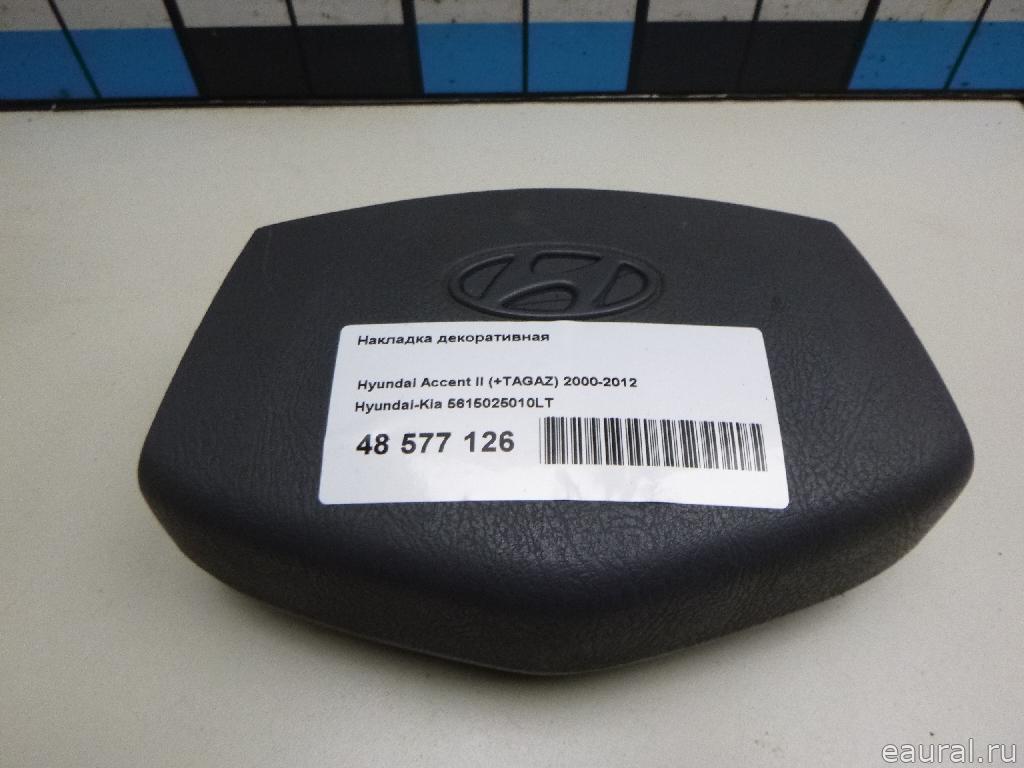 Накладка декоративная
Hyundai Accent II (+TAGAZ) 2000-2012
Hyundai-Kia 5615025010LT
48 577 126
eaural.ru